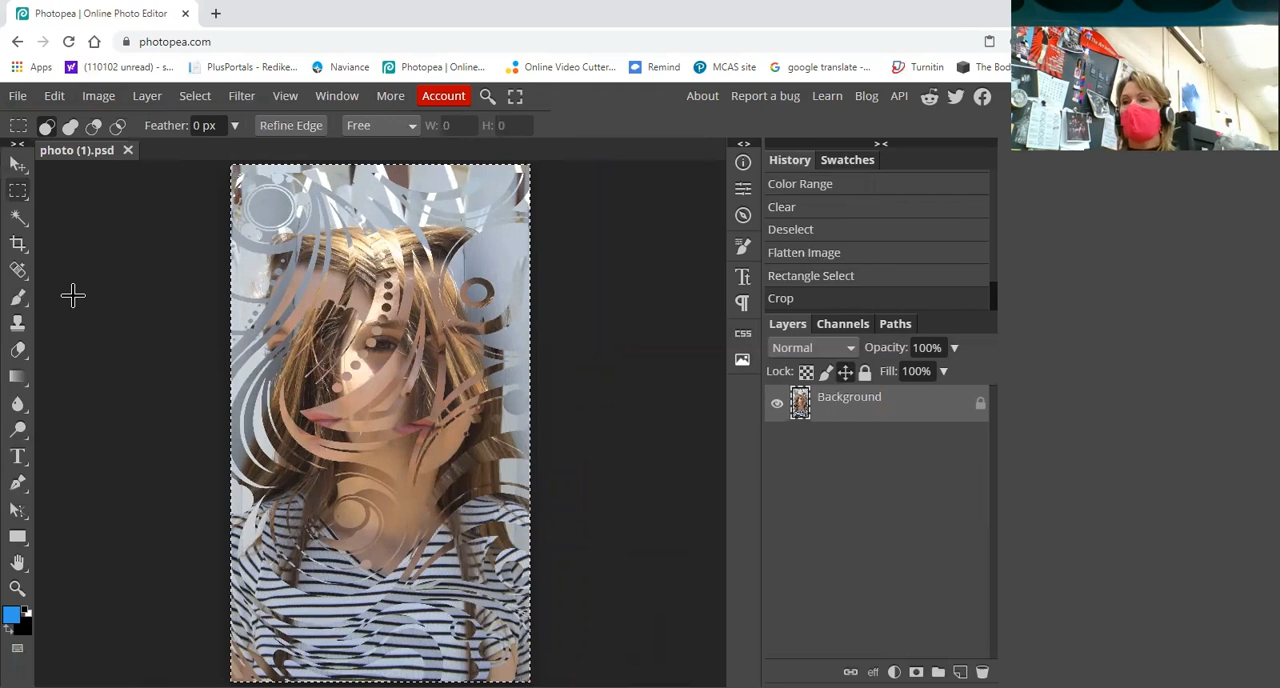 Photopea | Online Photo Editor
photopea.com
Apps
(110102 unread) - s...
PlusPortals - Redike...
Naviance
Photopea | Online...
Online Video Cutter...
Remind
MCAS site
google translate -...
Turnitin
The Bod
File Edit Image Layer Select Filter View Window More Account
About Report a bug Learn Blog API
Feather: 0 px
Refine Edge
Free
W: 0
H: 0
photo (1).psd
History Swatches
Color Range
Clear
Deselect
Flatten Image
Rectangle Select
Crop
Layers Channels Paths
Normal Opacity: 100%
Lock: Fill: 100%
Background
CSS
eff